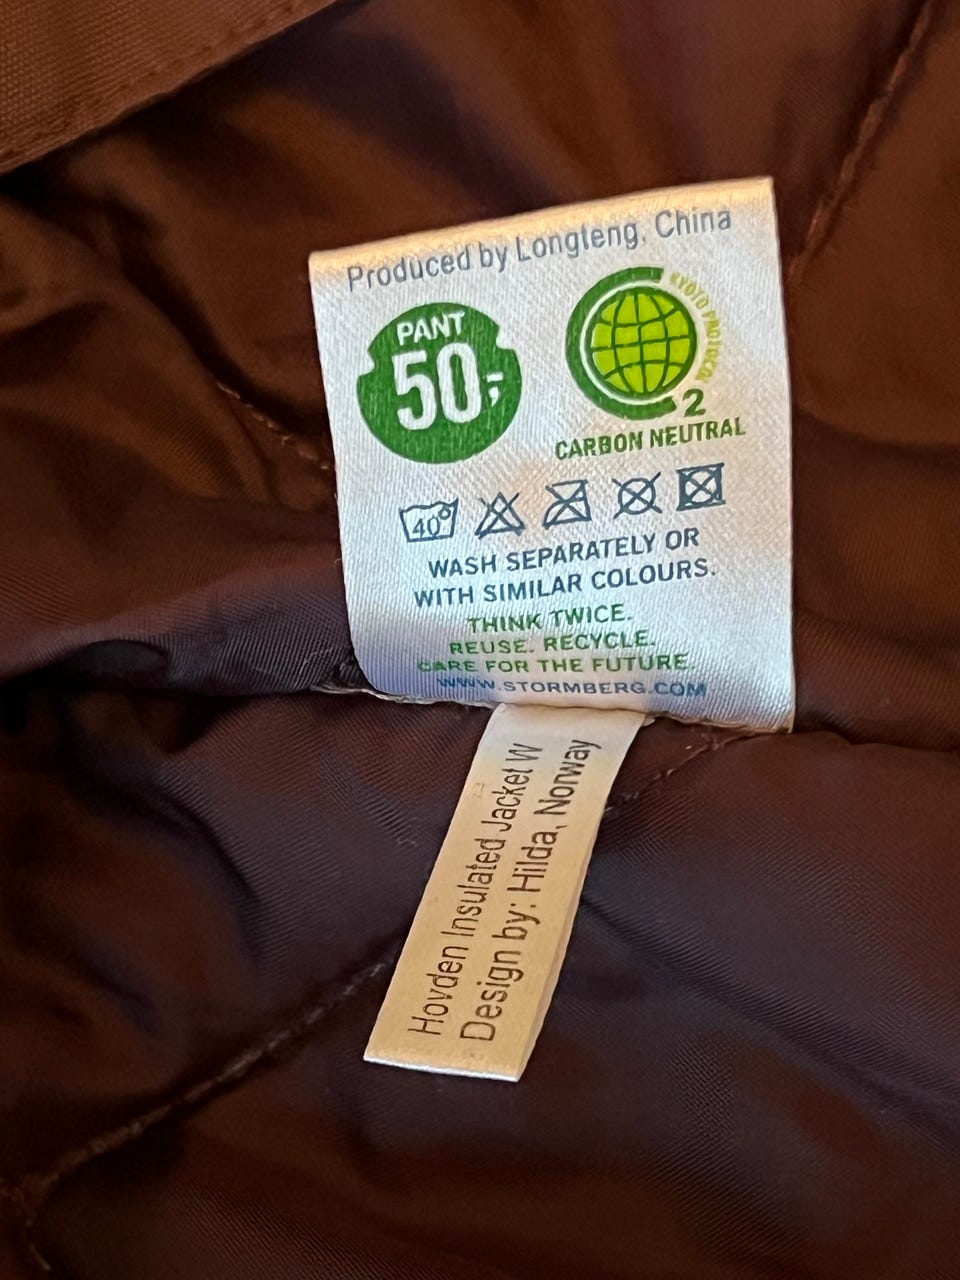 Produced by Longteng, China
PANT
50,-
KYOTO PROTOCOL
2
CARBON NEUTRAL
40°
WASH SEPARATELY OR
WITH SIMILAR COLOURS.
THINK TWICE.
REUSE. RECYCLE.
CARE FOR THE FUTURE.
WWW.STORMBERG.COM
Hovden Insulated Jacket W
Design by: Hilda, Norway